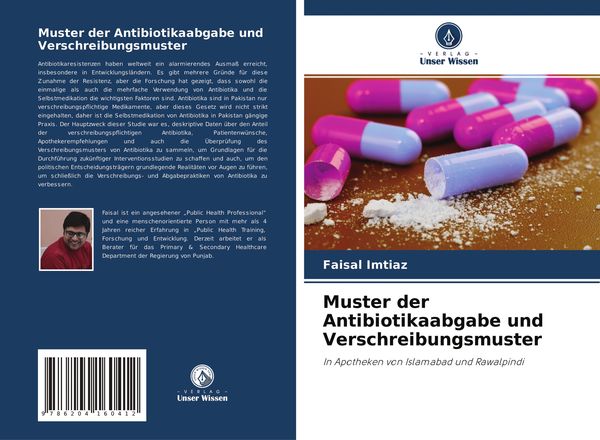 Muster der Antibiotikaabgabe und
Verschreibungsmuster
Antibiotikaresistenzen haben weltweit ein alarmierendes Ausmaß erreicht,
insbesondere in Entwicklungsländern. Es gibt mehrere Gründe für diese
Zunahme der Resistenz, aber die Forschung hat gezeigt, dass sowohl die
einmalige als auch die mehrfache Verwendung von Antibiotika und die
Selbstmedikation die wichtigsten Faktoren sind. Antibiotika sind in Pakistan nur
verschreibungspflichtige Medikamente, aber dieses Gesetz wird nicht strikt
eingehalten, daher ist die Selbstmedikation von Antibiotika in Pakistan gängige
Praxis. Der Hauptzweck dieser Studie war es, deskriptive Daten über den Anteil
der verschreibungspflichtigen Antibiotika, Patientenwünsche,
Apothekerempfehlungen und auch die Überprüfung des
Verschreibungsmusters von Antibiotika zu sammeln, um Grundlagen für die
Durchführung zukünftiger Interventionsstudien zu schaffen und auch, um den
politischen Entscheidungsträgern grundlegende Realitäten vor Augen zu führen,
um schließlich die Verschreibungs- und Abgabepraktiken von Antibiotika zu
verbessern.
Faisal ist ein angesehener „Public Health Professional"
und eine menschenorientierte Person mit mehr als 4
Jahren reicher Erfahrung in „Public Health Training,
Forschung und Entwicklung. Derzeit arbeitet er als
Berater für das Primary & Secondary Healthcare
Department der Regierung von Punjab.
9 786204 160412
VERLAG
Unser Wissen
VERLAG
Unser Wissen
Faisal Imtiaz
Muster der
Antibiotikaabgabe und
Verschreibungsmuster
In Apotheken von Islamabad und Rawalpindi